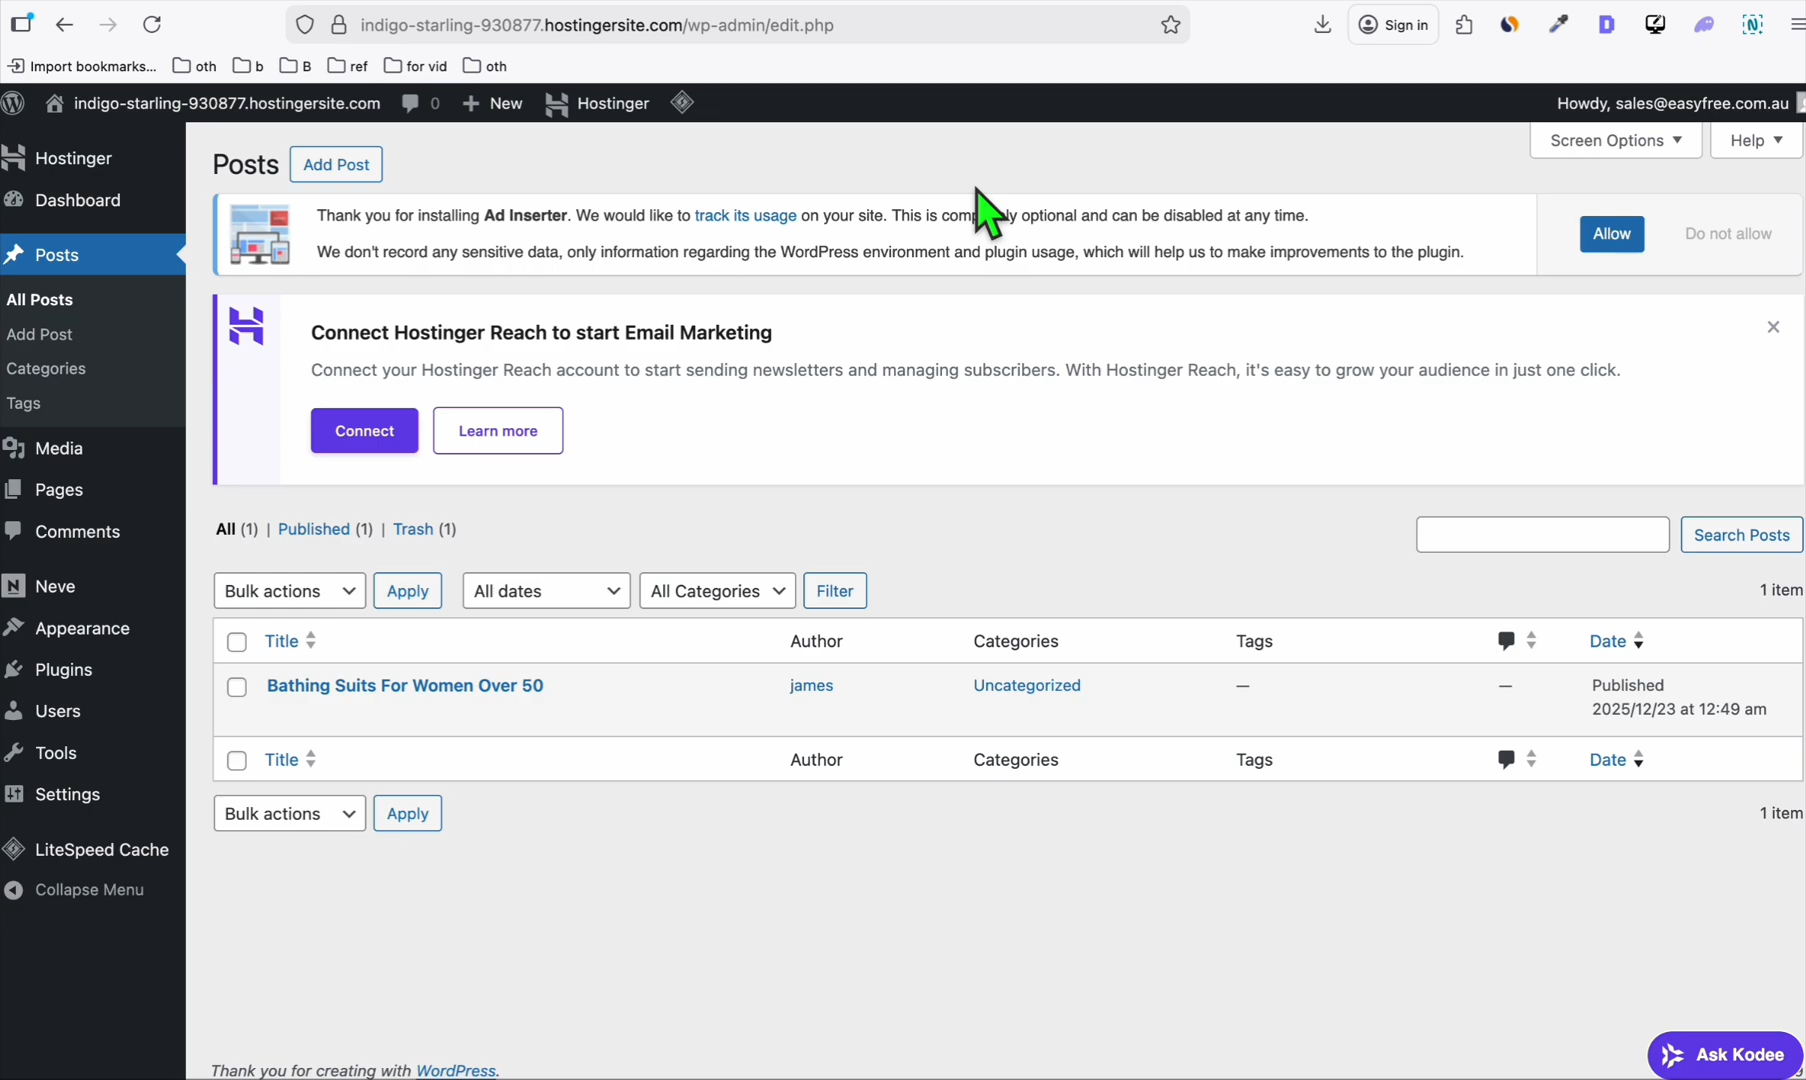 indigo-starling-930877.hostingersite.com/wp-admin/edit.php
Sign in
Import bookmarks...
oth
b
B
ref
for vid
oth
indigo-starling-930877.hostingersite.com
0
New
Hostinger
Howdy, sales@easyfree.com.au
Hostinger
Dashboard
Posts
All Posts
Add Post
Categories
Tags
Media
Pages
Comments
Neve
Appearance
Plugins
Users
Tools
Settings
LiteSpeed Cache
Collapse Menu
Screen Options
Help
Posts
Add Post
Thank you for installing Ad Inserter. We would like to track its usage on your site. This is comp ly optional and can be disabled at any time.
We don't record any sensitive data, only information regarding the WordPress environment and plugin usage, which will help us to make improvements to the plugin.
Allow
Do not allow
Connect Hostinger Reach to start Email Marketing
Connect your Hostinger Reach account to start sending newsletters and managing subscribers. With Hostinger Reach, it's easy to grow your audience in just one click.
Connect
Learn more
All (1) | Published (1) | Trash (1)
Search Posts
Bulk actions
Apply
All dates
All Categories
Filter
1 item
Title
Author
Categories
Tags
Date
Bathing Suits For Women Over 50
james
Uncategorized
—
—
Published
2025/12/23 at 12:49 am
Title
Author
Categories
Tags
Date
Bulk actions
Apply
1 item
Thank you for creating with WordPress.
Ask Kodee